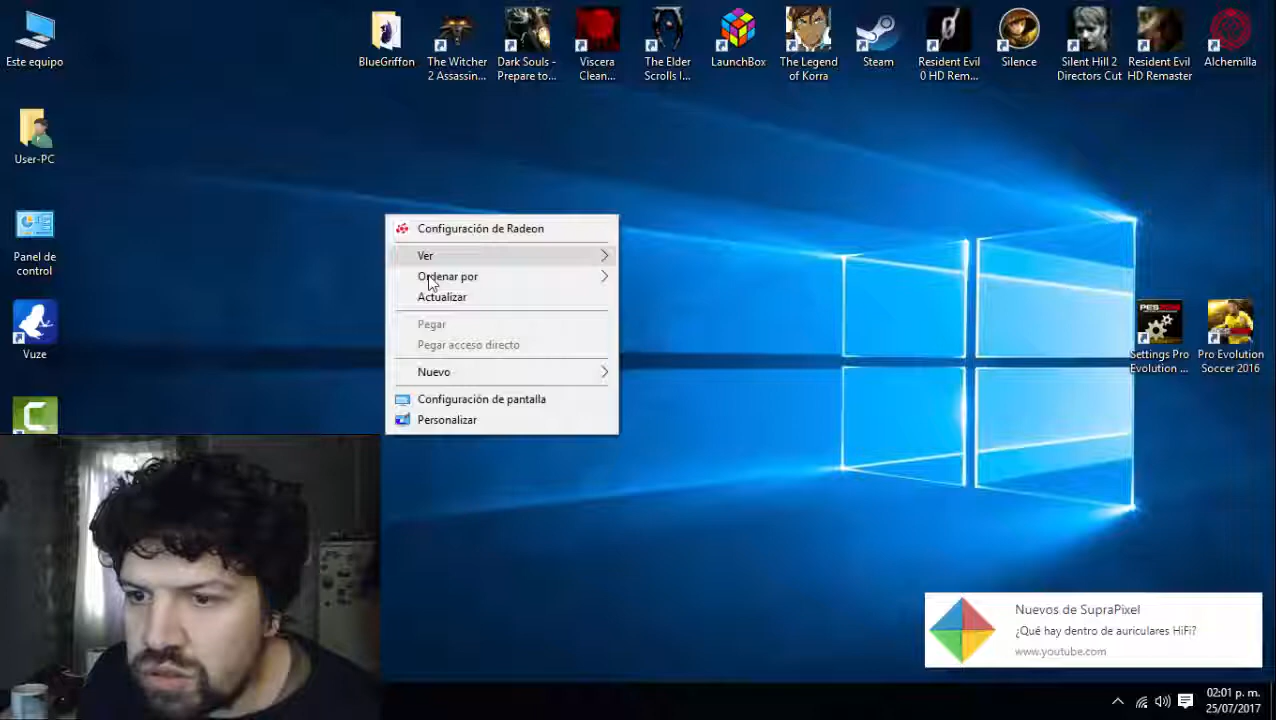 Este equipo
BlueGriffon
The Witcher
2 Assassin...
Dark Souls -
Prepare to...
Viscera
Clean...
The Elder
Scrolls I...
LaunchBox
The Legend
of Korra
Steam
Resident Evil
0 HD Rem...
Silence
Silent Hill 2
Directors Cut
Resident Evil
HD Remaster
Alchemilla
User-PC
Panel de
control
Vuze
Configuración de Radeon
Ver
Ordenar por
Actualizar
Pegar
Pegar acceso directo
Nuevo
Configuración de pantalla
Personalizar
Settings Pro
Evolution ...
Pro Evolution
Soccer 2016
Nuevos de SupraPixel
¿Qué hay dentro de auriculares HiFi?
www.youtube.com
02:01 p. m.
25/07/2017